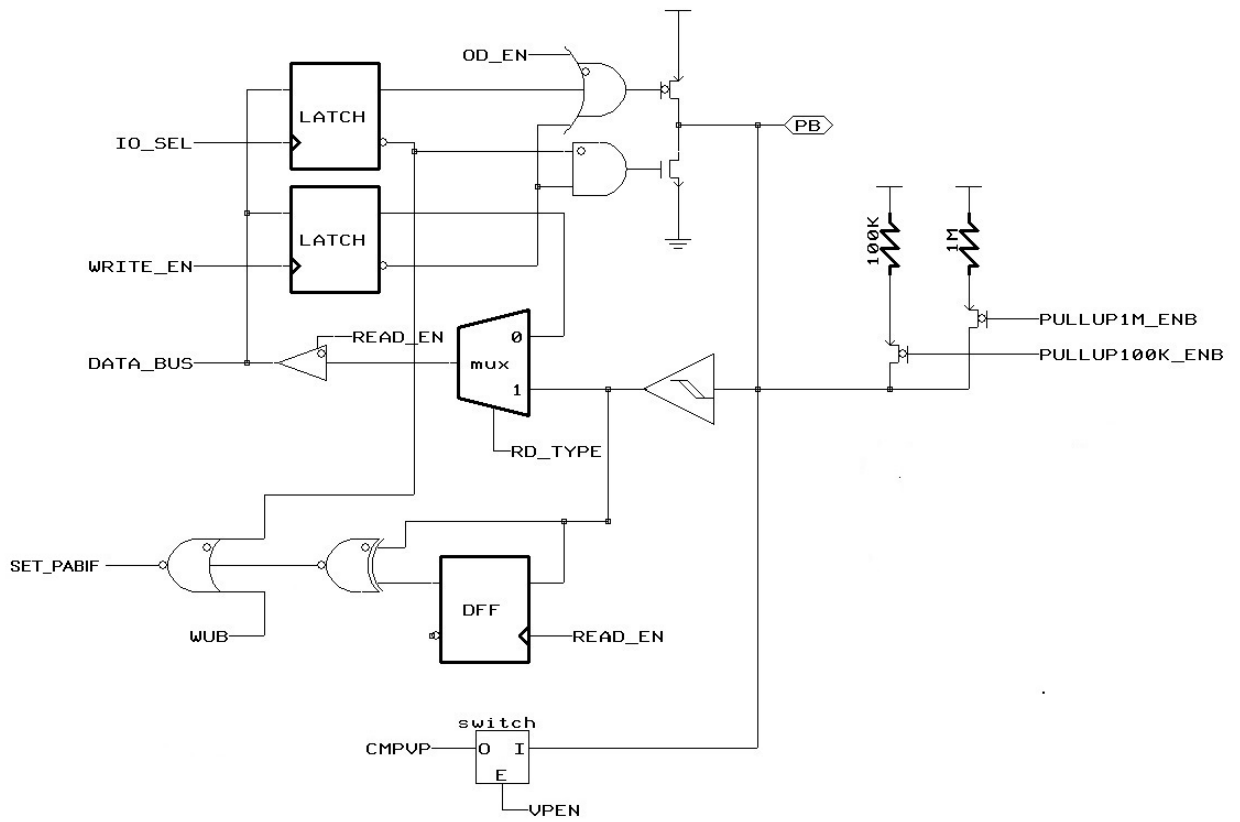 OD_EN
LATCH
PB
IO_SEL
LATCH
100K
1M
WRITE_EN
PULLUP1M_ENB
READ_EN
0
PULLUP100K_ENB
DATA_BUS
mux
1
RD_TYPE
SET_PABIF
DFF
WUB
READ_EN
switch
CMPVP
O I
E
VPEN